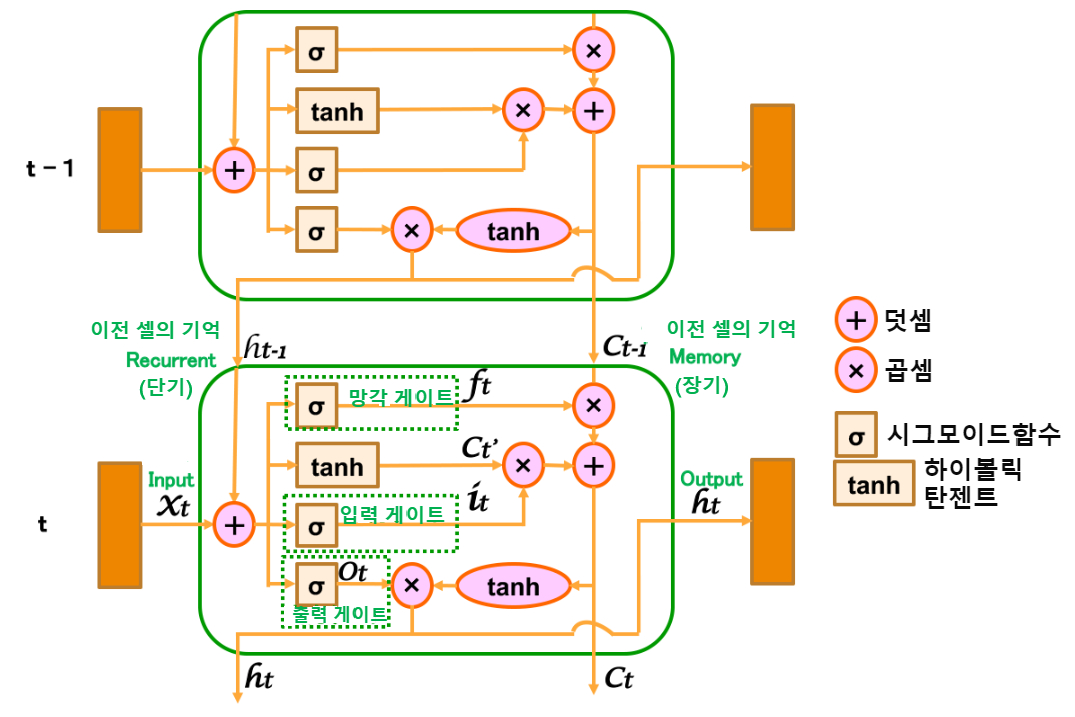 σ
×
tanh
×
+
t – 1
+
σ
σ
×
tanh
이전 셀의 기억
Recurrent
(단기)
ht-1
Ct-1
이전 셀의 기억
Memory
(장기)
+ 덧셈
× 곱셈
σ 시그모이드함수
tanh 하이볼릭
탄젠트
σ
망각 게이트
ft
×
tanh
Ct’
×
+
Input
xt
t
+
σ
입력 게이트
it
Output
ht
σ
Ot
출력 게이트
×
tanh
ht
Ct